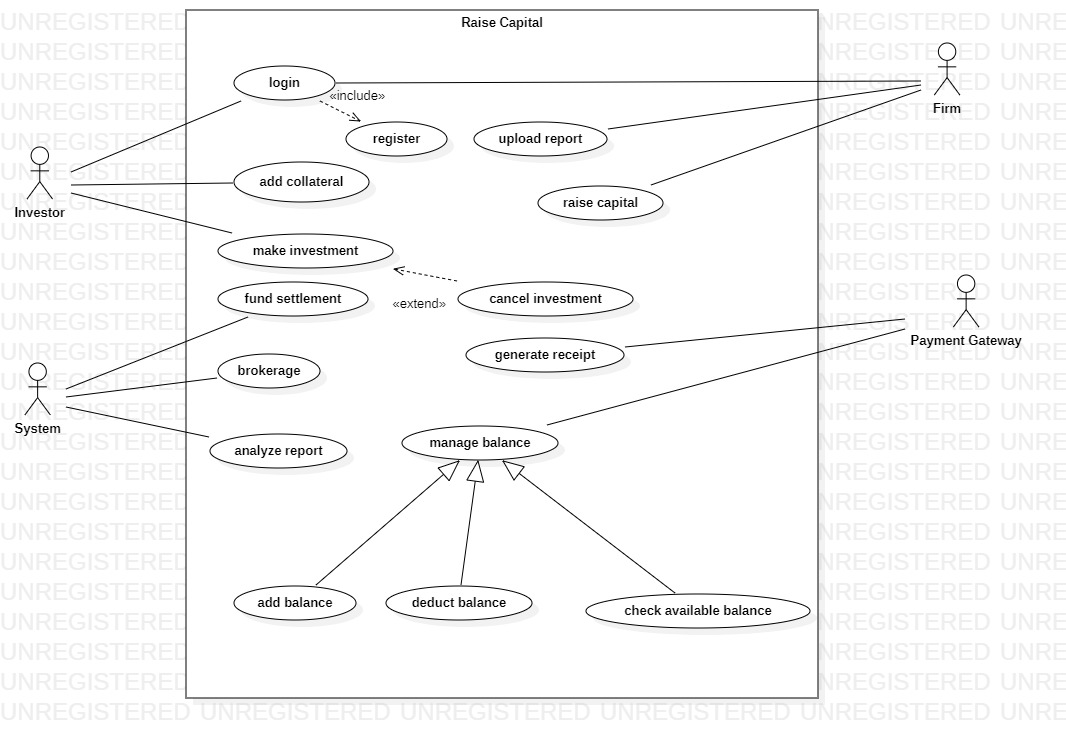 Raise Capital
login
«include»
register
upload report
Firm
add collateral
raise capital
Investor
make investment
fund settlement
«extend»
cancel investment
generate receipt
Payment Gateway
brokerage
System
analyze report
manage balance
add balance
deduct balance
check available balance
UNREGISTERED UNREGISTERED UNREGISTERED UNREGISTERED UNREGISTERED UNRE